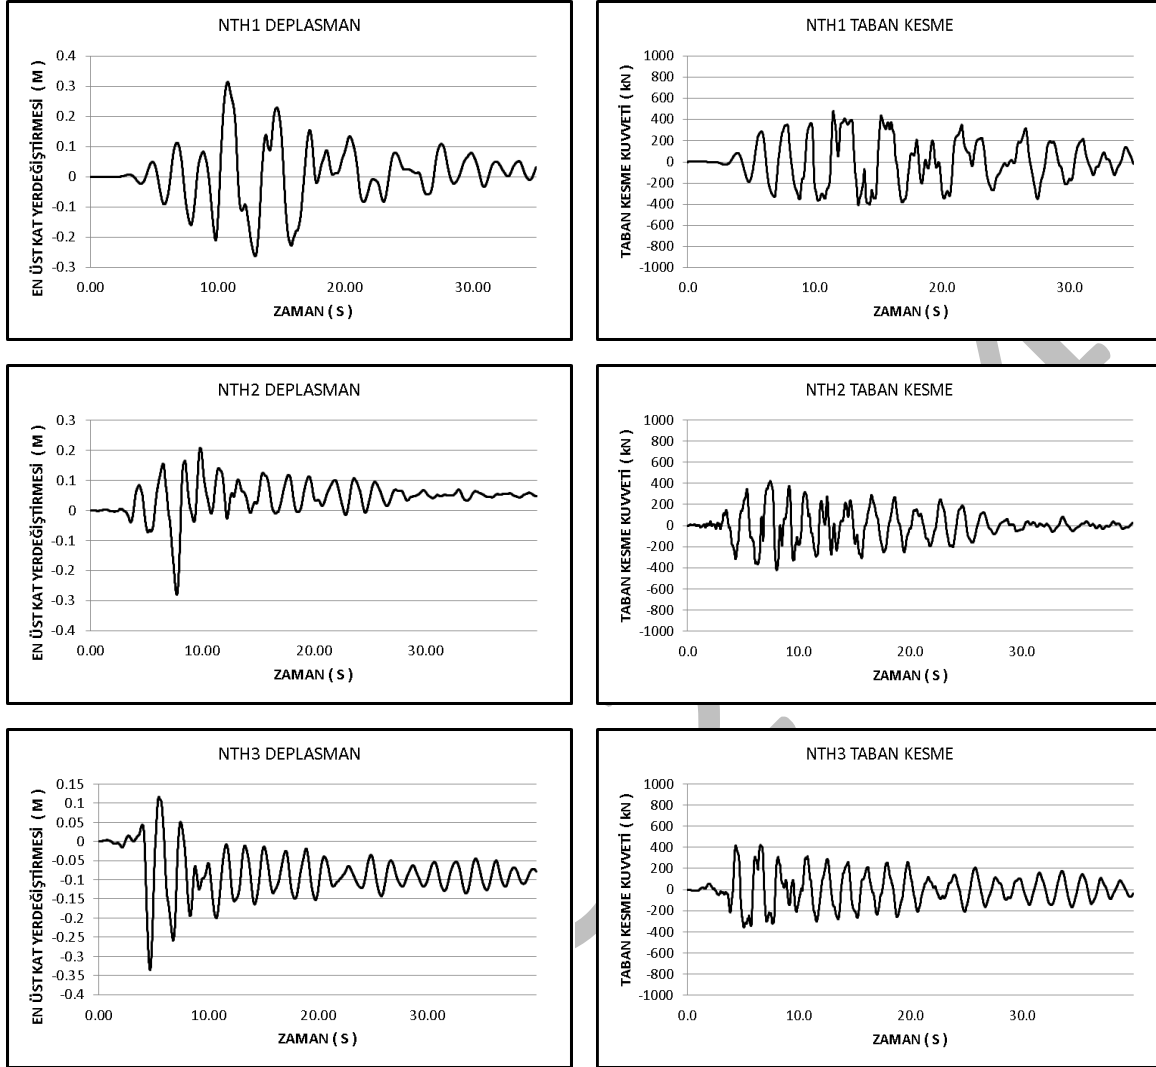 NTH1 DEPLASMAN
EN ÜST KAT YERDEĞİŞTİRMESİ ( M )
0.4
0.3
0.2
0.1
0
-0.1
-0.2
-0.3
0.00 10.00 20.00 30.00
ZAMAN ( S )
NTH1 TABAN KESME
TABAN KESME KUVVETİ ( kN )
1000
800
600
400
200
0
-200
-400
-600
-800
-1000
0.0 10.0 20.0 30.0
ZAMAN ( S )
NTH2 DEPLASMAN
EN ÜST KAT YERDEĞİŞTİRMESİ ( M )
0.3
0.2
0.1
0
-0.1
-0.2
-0.3
-0.4
0.00 10.00 20.00 30.00
ZAMAN ( S )
NTH2 TABAN KESME
TABAN KESME KUVVETİ ( kN )
1000
800
600
400
200
0
-200
-400
-600
-800
-1000
0.0 10.0 20.0 30.0
ZAMAN ( S )
NTH3 DEPLASMAN
EN ÜST KAT YERDEĞİŞTİRMESİ ( M )
0.15
0.1
0.05
0
-0.05
-0.1
-0.15
-0.2
-0.25
-0.3
-0.35
-0.4
0.00 10.00 20.00 30.00
ZAMAN ( S )
NTH3 TABAN KESME
TABAN KESME KUVVETİ ( kN )
1000
800
600
400
200
0
-200
-400
-600
-800
-1000
0.0 10.0 20.0 30.0
ZAMAN ( S )